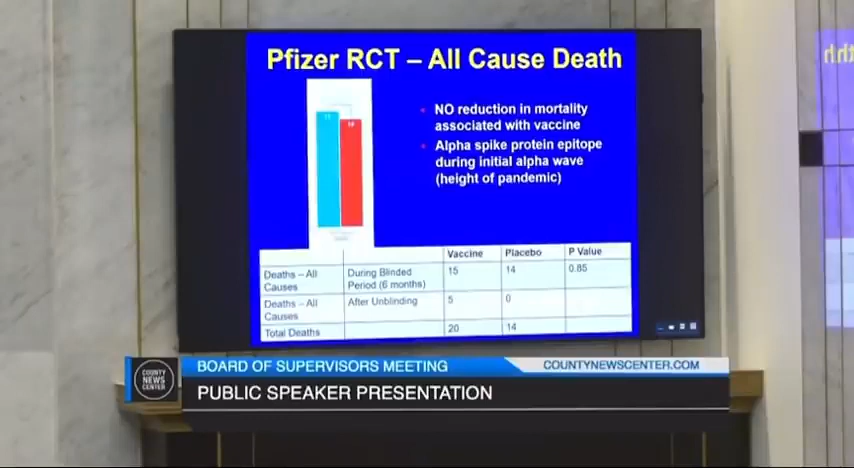 Pfizer RCT – All Cause Death
NO reduction in mortality
associated with vaccine
Alpha spike protein epitope
during initial alpha wave
(height of pandemic)
Vaccine Placebo P Value
Deaths – All Causes During Blinded Period (6 months) 15 14 0.85
Deaths – All Causes After Unblinding 5 0
Total Deaths 20 14
COUNTY
NEWS
CENTER
BOARD OF SUPERVISORS MEETING
COUNTYNEWSCENTER.COM
PUBLIC SPEAKER PRESENTATION